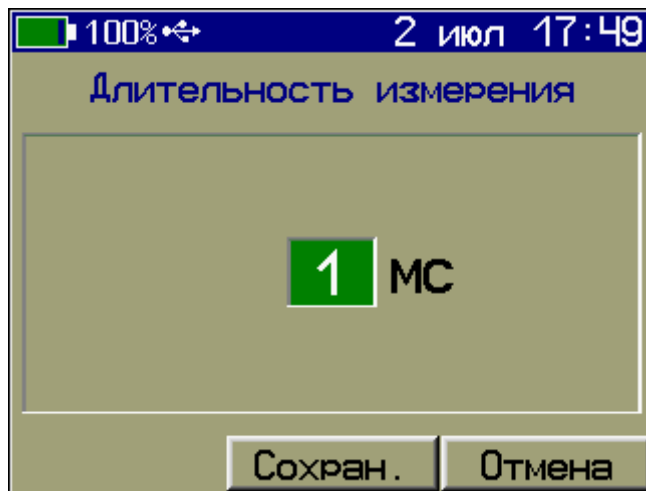 100% 2 июл 17:49
Длительность измерения
1 МС
Сохран. Отмена